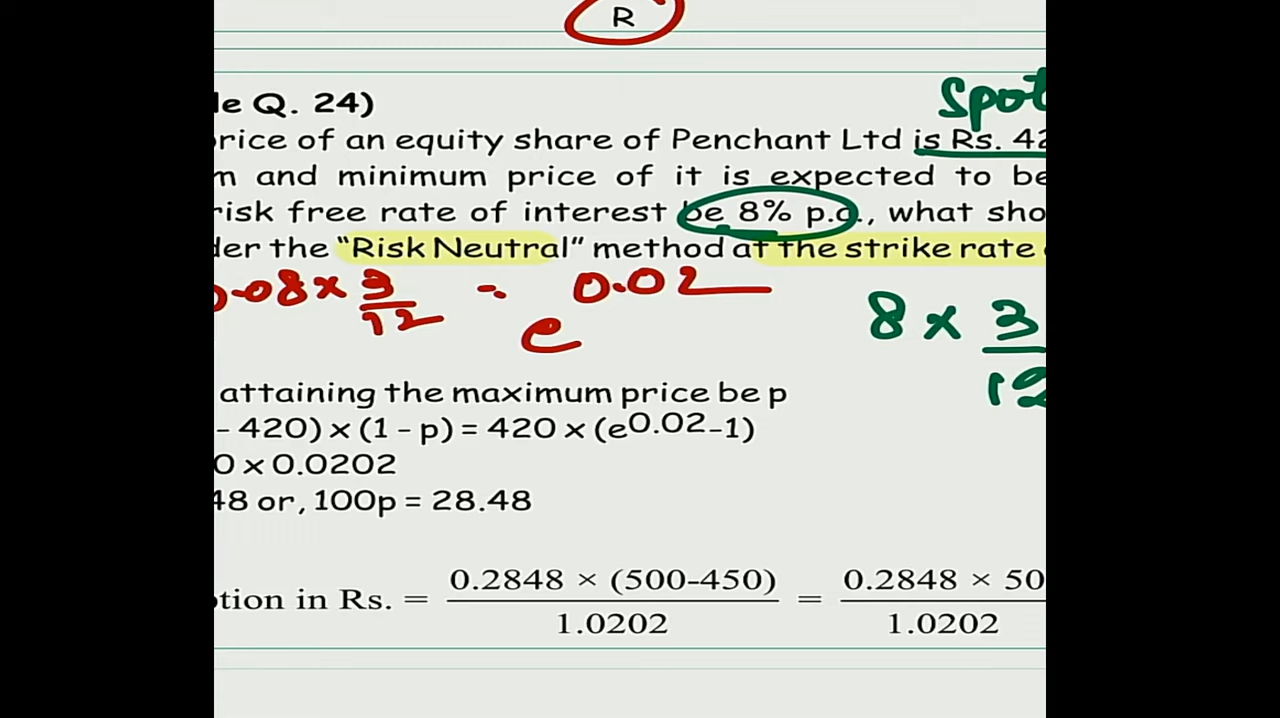 R
le Q. 24)
Spot
price of an equity share of Penchant Ltd is Rs. 42
m and minimum price of it is expected to be
risk free rate of interest be 8% p.a., what sho
der the “Risk Neutral” method at the strike rate
0.08 × 3/12 = e^0.02
8 × 3/12
attaining the maximum price be p
- 420) x (1 - p) = 420 x (e^0.02-1)
0 x 0.0202
48 or, 100p = 28.48
tion in Rs. = 0.2848 × (500-450)/1.0202 = 0.2848 × 50/1.0202